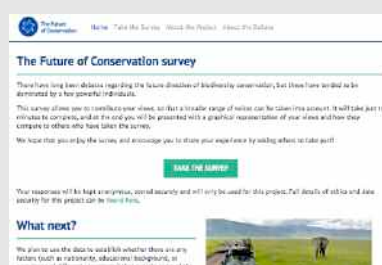 The Future
of Conservation
Home Take the Survey About the Project About the Authors
The Future of Conservation survey
There have long been debates regarding the future direction of biodiversity conservation, but these have tended to be
dominated by a few powerful individuals.
This survey allows you to contribute your views, so that a broader range of voices can be taken into account. It will take just
minutes to complete, and at the end you will be presented with a graphical representation of your views and how they
compare to others who have taken the survey.
We hope that you enjoy the survey and encourage you to share your experience by asking others to take part!
TAKE THE SURVEY
Your responses will be kept anonymous, stored securely and will only be used for this project. Full details of ethics and data
security for this project can be found here.
What next?
We plan to use the data to establish whether there are any
factors (such as nationality, educational background, or